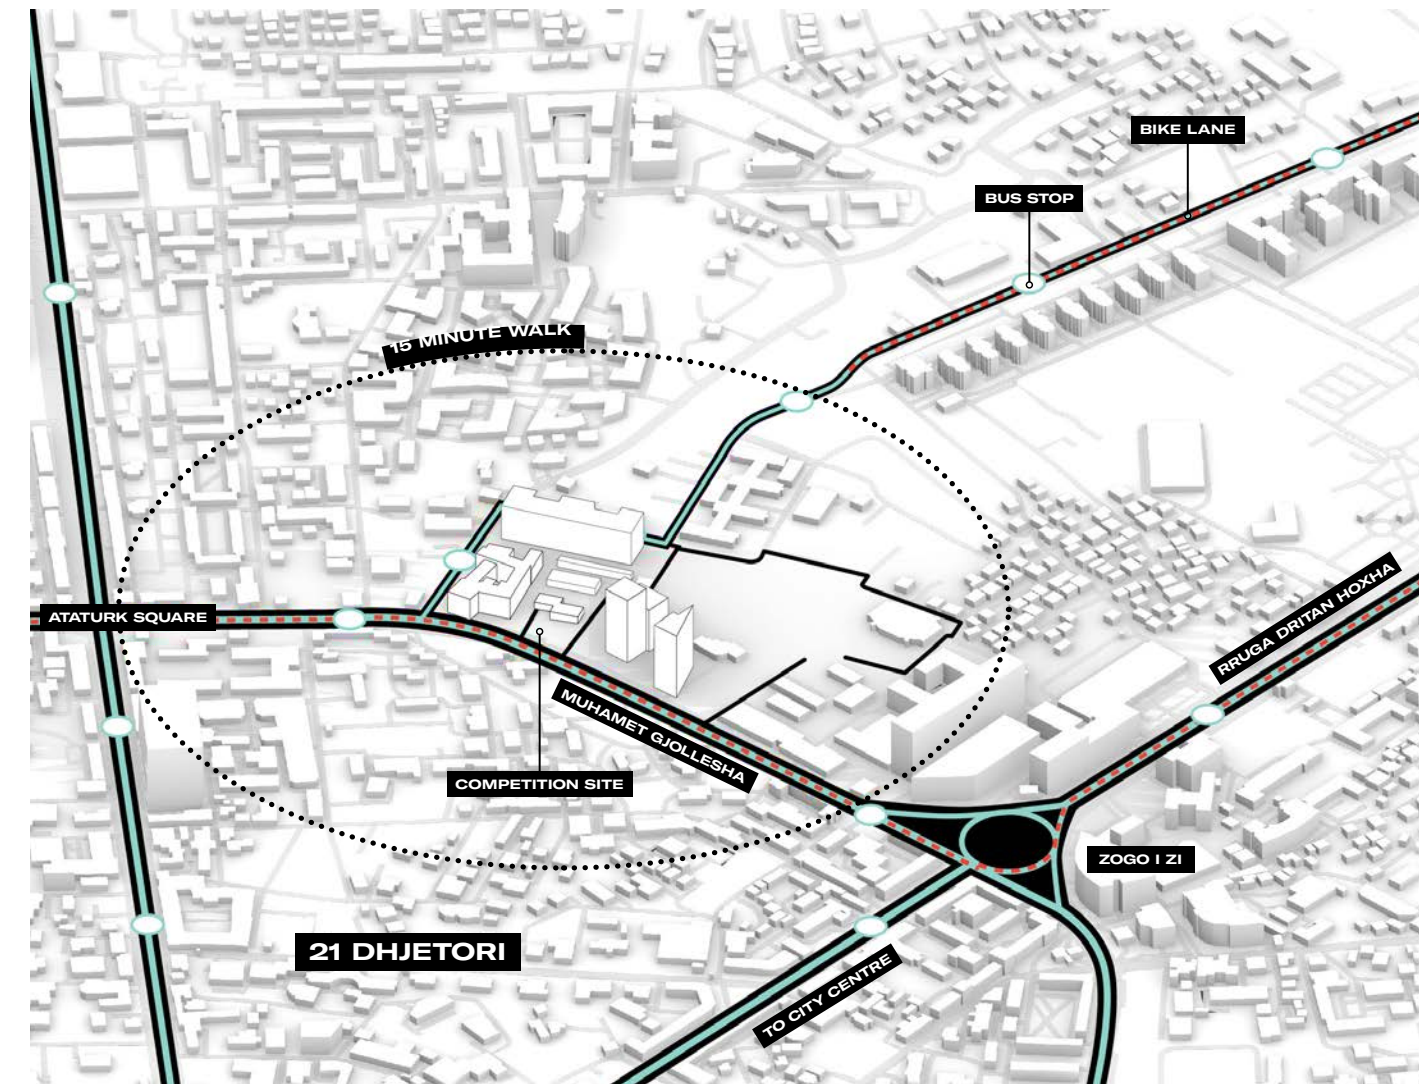 BIKE LANE
BUS STOP
15 MINUTE WALK
ATATURK SQUARE
RRUGA DRITAN HOXHA
MUHAMET GJOLLESHA
COMPETITION SITE
ZOGO I ZI
21 DHJETORI
TO CITY CENTRE